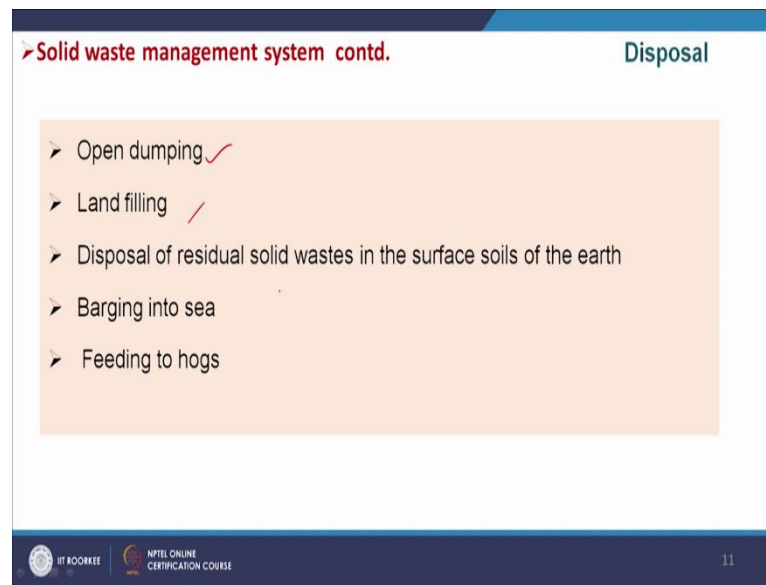 ➢Solid waste management system contd. Disposal
➢ Open dumping
➢ Land filling
➢ Disposal of residual solid wastes in the surface soils of the earth
➢ Barging into sea
➢ Feeding to hogs
IIT ROORKEE
NPTEL ONLINE
CERTIFICATION COURSE
11